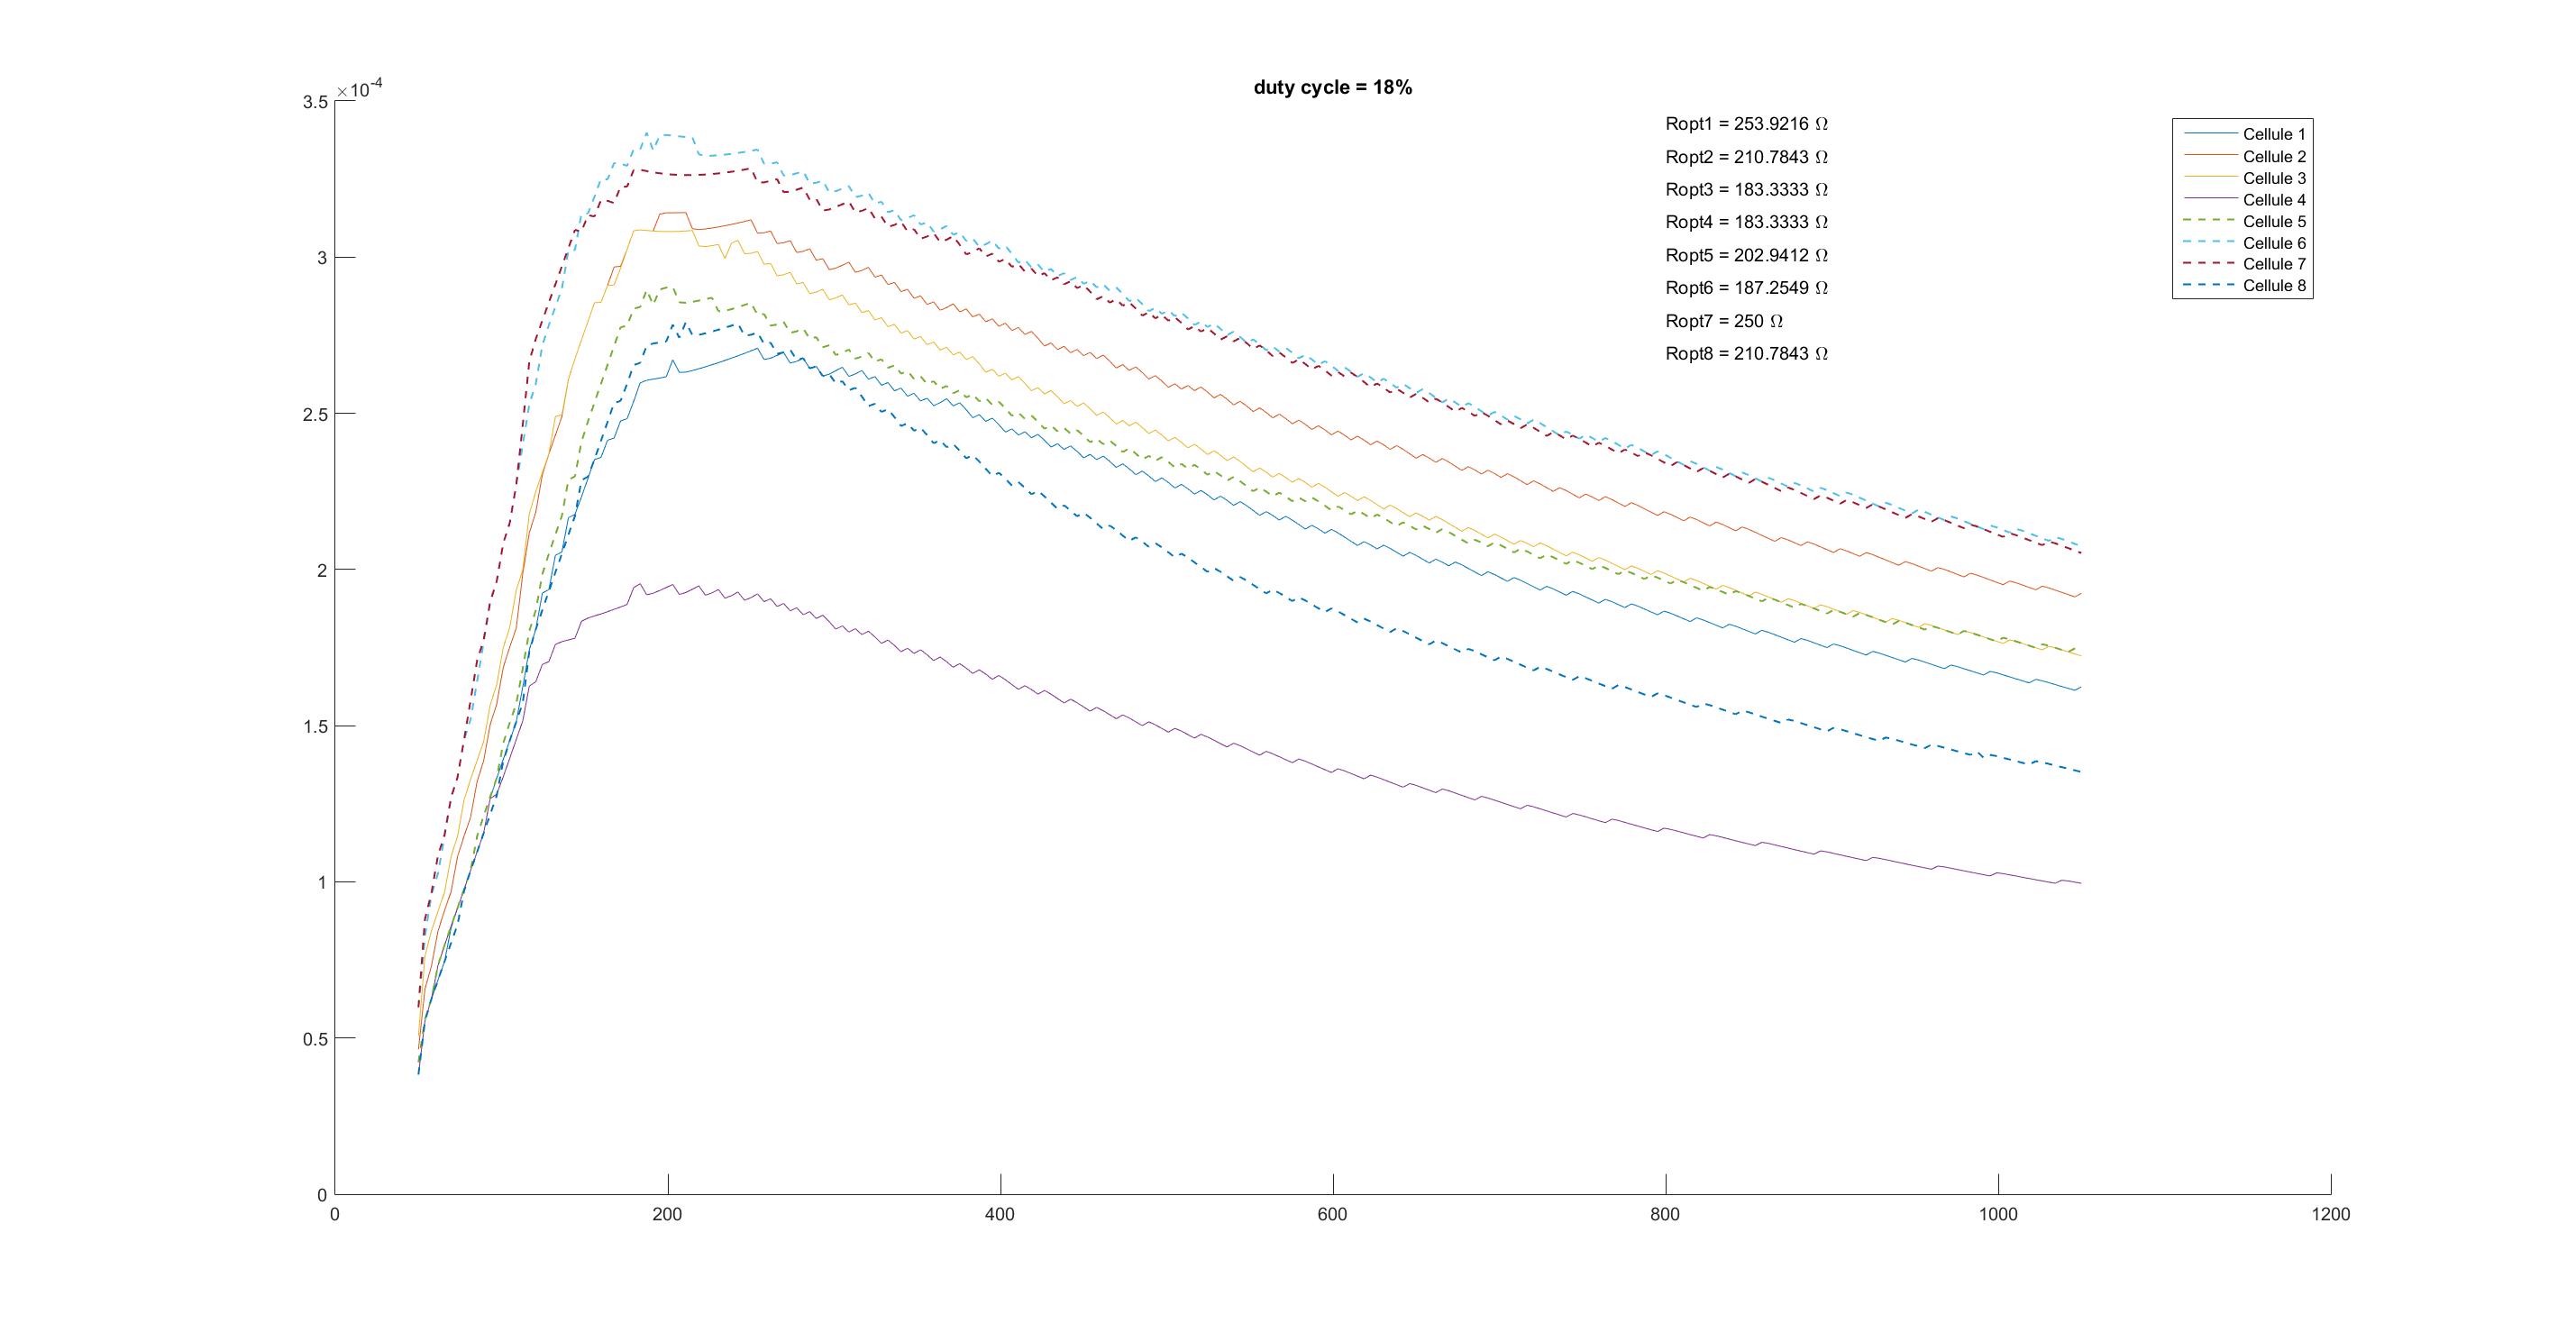 duty cycle = 18%
×10-4
3.5
3
2.5
2
1.5
1
0.5
0
0
200
400
600
800
1000
1200
Ropt1 = 253.9216 Ω
Ropt2 = 210.7843 Ω
Ropt3 = 183.3333 Ω
Ropt4 = 183.3333 Ω
Ropt5 = 202.9412 Ω
Ropt6 = 187.2549 Ω
Ropt7 = 250 Ω
Ropt8 = 210.7843 Ω
Cellule 1
Cellule 2
Cellule 3
Cellule 4
Cellule 5
Cellule 6
Cellule 7
Cellule 8